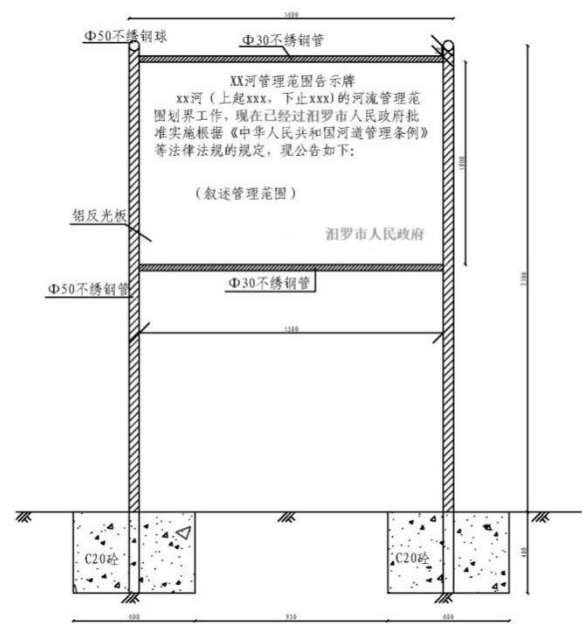 1600
Φ50不绣钢球
Φ30不绣钢管
XX河管理范围告示牌
xx河（上起xxx，下止xxx)的河流管理范
围划界工作，现在已经过汨罗市人民政府批
准实施根据《中华人民共和国河道管理条例》
等法律法规的规定，现公告如下：
（叙述管理范围）
铝反光板
汨罗市人民政府
Φ50不绣钢管
Φ30不绣钢管
C20砼
C20砼
600
600